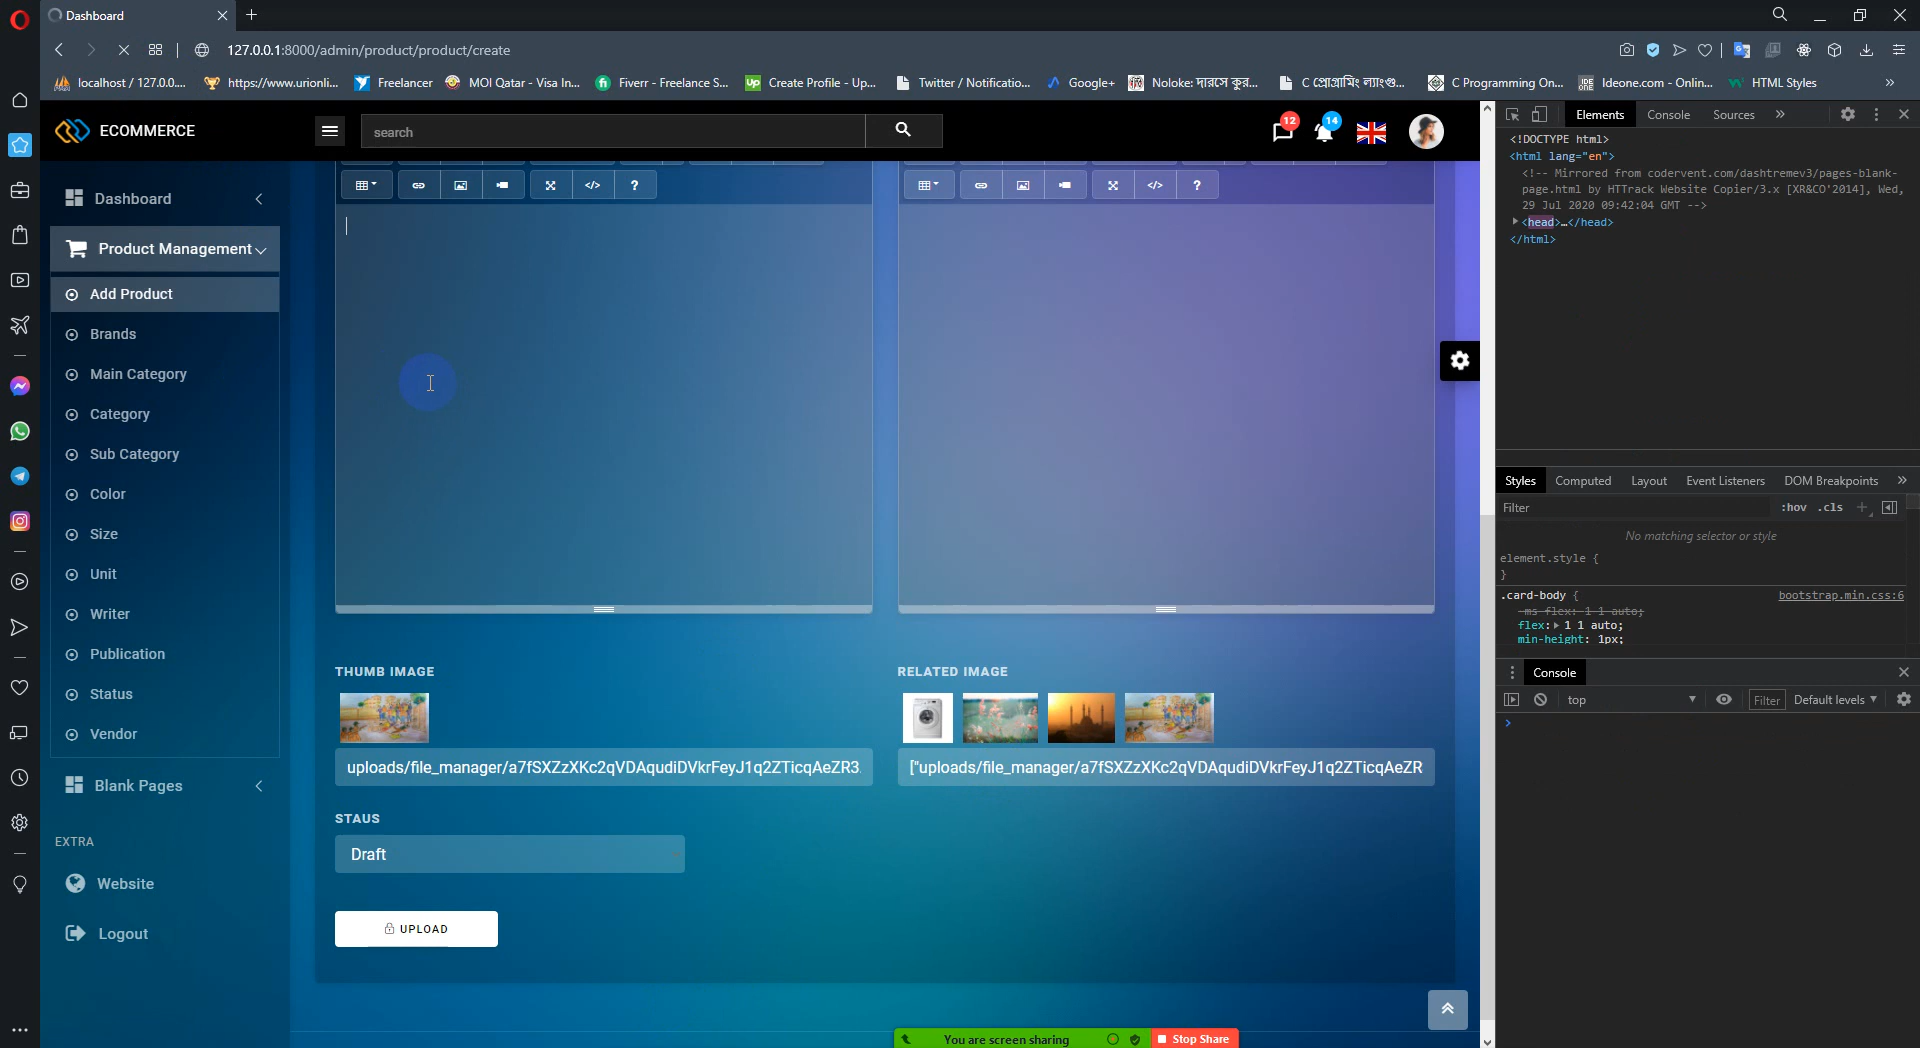 Dashboard
127.0.0.1:8000/admin/product/product/create
localhost / 127.0.0...
https://www.urionli...
Freelancer
MOI Qatar - Visa In...
Fiverr - Freelance S...
Create Profile - Up...
Twitter / Notificatio...
Google+
Noloke: দারসে কুর...
C প্রোগ্রামিং ল্যাংগু...
C Programming On...
Ideone.com - Onlin...
HTML Styles
ECOMMERCE
search
12
14
Elements
Console
Sources
<!DOCTYPE html>
<html lang="en">
<!-- Mirrored from codervent.com/dashtremev3/pages-blank-
page.html by HTTrack Website Copier/3.x [XR&CO'2014], Wed,
29 Jul 2020 09:42:04 GMT -->
<head>…</head>
</html>
Dashboard
Product Management
Add Product
Brands
Main Category
Category
Sub Category
Color
Size
Unit
Writer
Publication
Status
Vendor
Blank Pages
EXTRA
Website
Logout
THUMB IMAGE
RELATED IMAGE
uploads/file_manager/a7fSXZzXKc2qVDAqudiDVkrFeyJ1q2ZTicqAeZR3.
["uploads/file_manager/a7fSXZzXKc2qVDAqudiDVkrFeyJ1q2ZTicqAeZR
STAUS
Draft
UPLOAD
Styles
Computed
Layout
Event Listeners
DOM Breakpoints
Filter
:hov
.cls
No matching selector or style
element.style {
}
.card-body {
bootstrap.min.css:6
-ms-flex: 1 1 auto;
flex: 1 1 auto;
min-height: 1px;
Console
top
Filter
Default levels
You are screen sharing
Stop Share